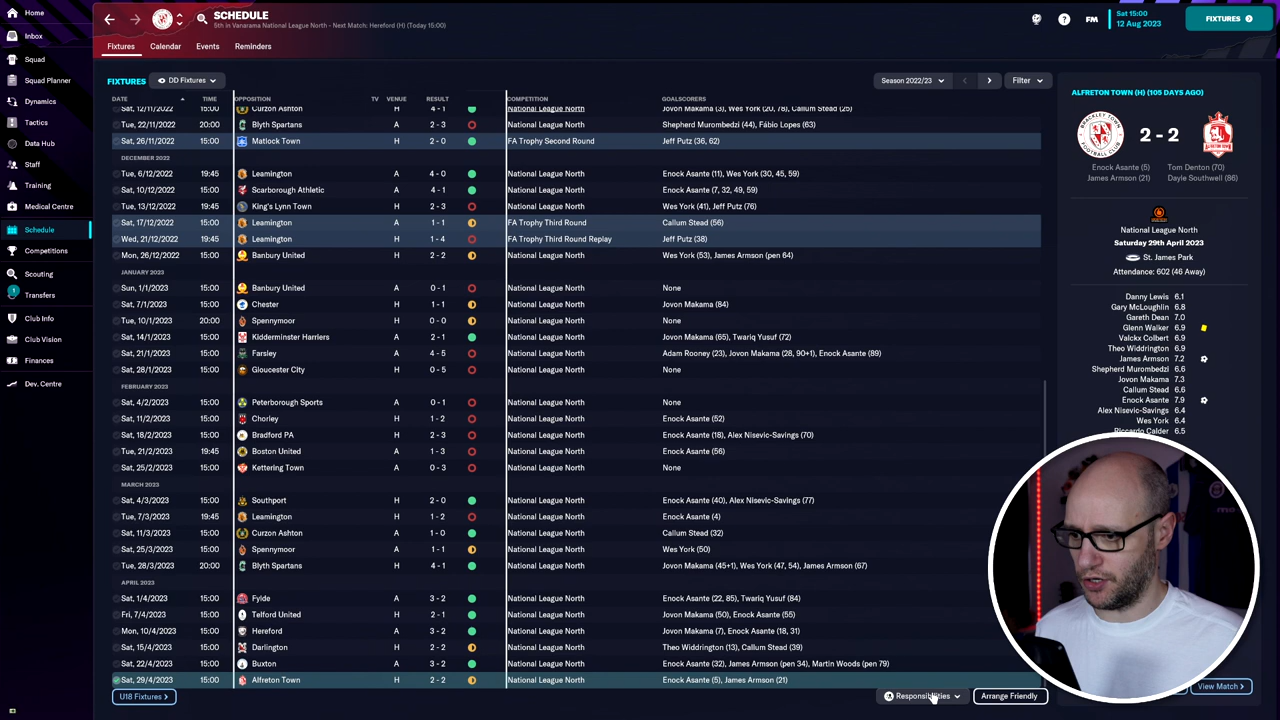 Home
Inbox
Squad
Squad Planner
Dynamics
Tactics
Data Hub
Staff
Training
Medical Centre
Schedule
Competitions
Scouting
Transfers
Club Info
Club Vision
Finances
Dev. Centre
SCHEDULE
5th in Vanarama National League North - Next Match: Hereford (H) (Today 15:00)
FM
Sat 15:00
12 Aug 2023
FIXTURES
Fixtures Calendar Events Reminders
FIXTURES DD Fixtures Season 2022/23 Filter
DATE TIME OPPOSITION TV VENUE RESULT COMPETITION GOALSCORERS
Sat, 12/11/2022 15:00 Curzon Ashton H 4 - 1 National League North Jovon Makama (3), Wes York (20, 78), Callum Stead (25)
Tue, 22/11/2022 20:00 Blyth Spartans A 2 - 3 National League North Shepherd Murombedzi (44), Fábio Lopes (63)
Sat, 26/11/2022 15:00 Matlock Town A 2 - 0 FA Trophy Second Round Jeff Putz (36, 62)
DECEMBER 2022
Tue, 6/12/2022 19:45 Leamington A 4 - 0 National League North Enock Asante (11), Wes York (30, 45, 59)
Sat, 10/12/2022 15:00 Scarborough Athletic A 4 - 1 National League North Enock Asante (7, 32, 49, 59)
Tue, 13/12/2022 19:45 King's Lynn Town H 2 - 3 National League North Wes York (41), Jeff Putz (76)
Sat, 17/12/2022 15:00 Leamington A 1 - 1 FA Trophy Third Round Callum Stead (56)
Wed, 21/12/2022 19:45 Leamington H 1 - 4 FA Trophy Third Round Replay Jeff Putz (38)
Mon, 26/12/2022 15:00 Banbury United H 2 - 2 National League North Wes York (53), James Armson (pen 64)
JANUARY 2023
Sun, 1/1/2023 15:00 Banbury United A 0 - 1 National League North None
Sat, 7/1/2023 15:00 Chester H 1 - 1 National League North Jovon Makama (84)
Tue, 10/1/2023 20:00 Spennymoor H 0 - 0 National League North None
Sat, 14/1/2023 15:00 Kidderminster Harriers H 2 - 1 National League North Jovon Makama (65), Twariq Yusuf (72)
Sat, 21/1/2023 15:00 Farsley A 4 - 5 National League North Adam Rooney (23), Jovon Makama (28, 90+1), Enock Asante (89)
Sat, 28/1/2023 15:00 Gloucester City H 0 - 5 National League North None
FEBRUARY 2023
Sat, 4/2/2023 15:00 Peterborough Sports A 0 - 1 National League North None
Sat, 11/2/2023 15:00 Chorley H 1 - 2 National League North Enock Asante (52)
Sat, 18/2/2023 15:00 Bradford PA H 2 - 3 National League North Enock Asante (18), Alex Nisevic-Savings (70)
Tue, 21/2/2023 19:45 Boston United A 1 - 3 National League North Enock Asante (56)
Sat, 25/2/2023 15:00 Kettering Town A 0 - 3 National League North None
MARCH 2023
Sat, 4/3/2023 15:00 Southport H 2 - 0 National League North Enock Asante (40), Alex Nisevic-Savings (77)
Tue, 7/3/2023 19:45 Leamington H 1 - 2 National League North Enock Asante (4)
Sat, 11/3/2023 15:00 Curzon Ashton A 1 - 0 National League North Callum Stead (32)
Sat, 25/3/2023 15:00 Spennymoor A 1 - 1 National League North Wes York (50)
Tue, 28/3/2023 20:00 Blyth Spartans H 4 - 1 National League North Jovon Makama (45+1), Wes York (47, 54), James Armson (67)
APRIL 2023
Sat, 1/4/2023 15:00 Fylde A 3 - 2 National League North Enock Asante (22, 85), Twariq Yusuf (84)
Fri, 7/4/2023 15:00 Telford United H 2 - 1 National League North Jovon Makama (50), Enock Asante (55)
Mon, 10/4/2023 15:00 Hereford A 3 - 2 National League North Jovon Makama (7), Enock Asante (18, 31)
Sat, 15/4/2023 15:00 Darlington H 2 - 2 National League North Theo Widdrington (13), Callum Stead (39)
Sat, 22/4/2023 15:00 Buxton A 3 - 2 National League North Enock Asante (32), James Armson (pen 34), Martin Woods (pen 79)
Sat, 29/4/2023 15:00 Alfreton Town H 2 - 2 National League North Enock Asante (5), James Armson (21)
U18 Fixtures Responsibilities Arrange Friendly View Match
ALFRETON TOWN (H) (105 DAYS AGO)
2 - 2
Enock Asante (5) Tom Denton (70)
James Armson (21) Dayle Southwell (86)
National League North
Saturday 29th April 2023
St. James Park
Attendance: 602 (46 Away)
Danny Lewis 6.1
Gary McLoughlin 6.8
Gareth Dean 7.0
Glenn Walker 6.9
Valckx Colbert 6.9
Theo Widdrington 6.9
James Armson 7.2
Shepherd Murombedzi 6.6
Jovon Makama 7.3
Callum Stead 6.6
Enock Asante 7.9
Alex Nisevic-Savings 6.4
Wes York 6.4
Riccardo Calder 6.5